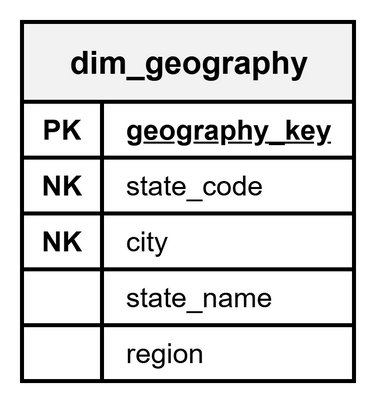 dim_geography
PK geography_key
NK state_code
NK city
state_name
region